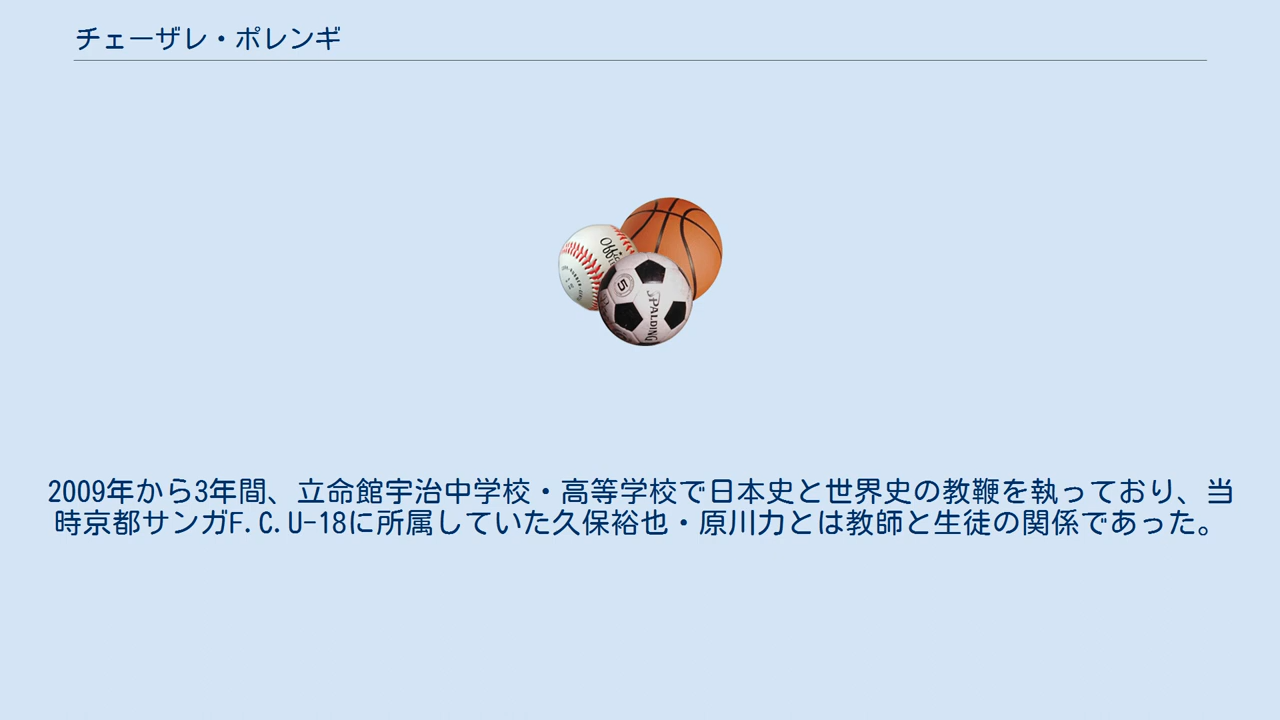 チェーザレ・ポレンギ
Offici
5
SPALDING
2009年から3年間、立命館宇治中学校・高等学校で日本史と世界史の教鞭を執っており、当
時京都サンガF.C.U-18に所属していた久保裕也・原川力とは教師と生徒の関係であった。